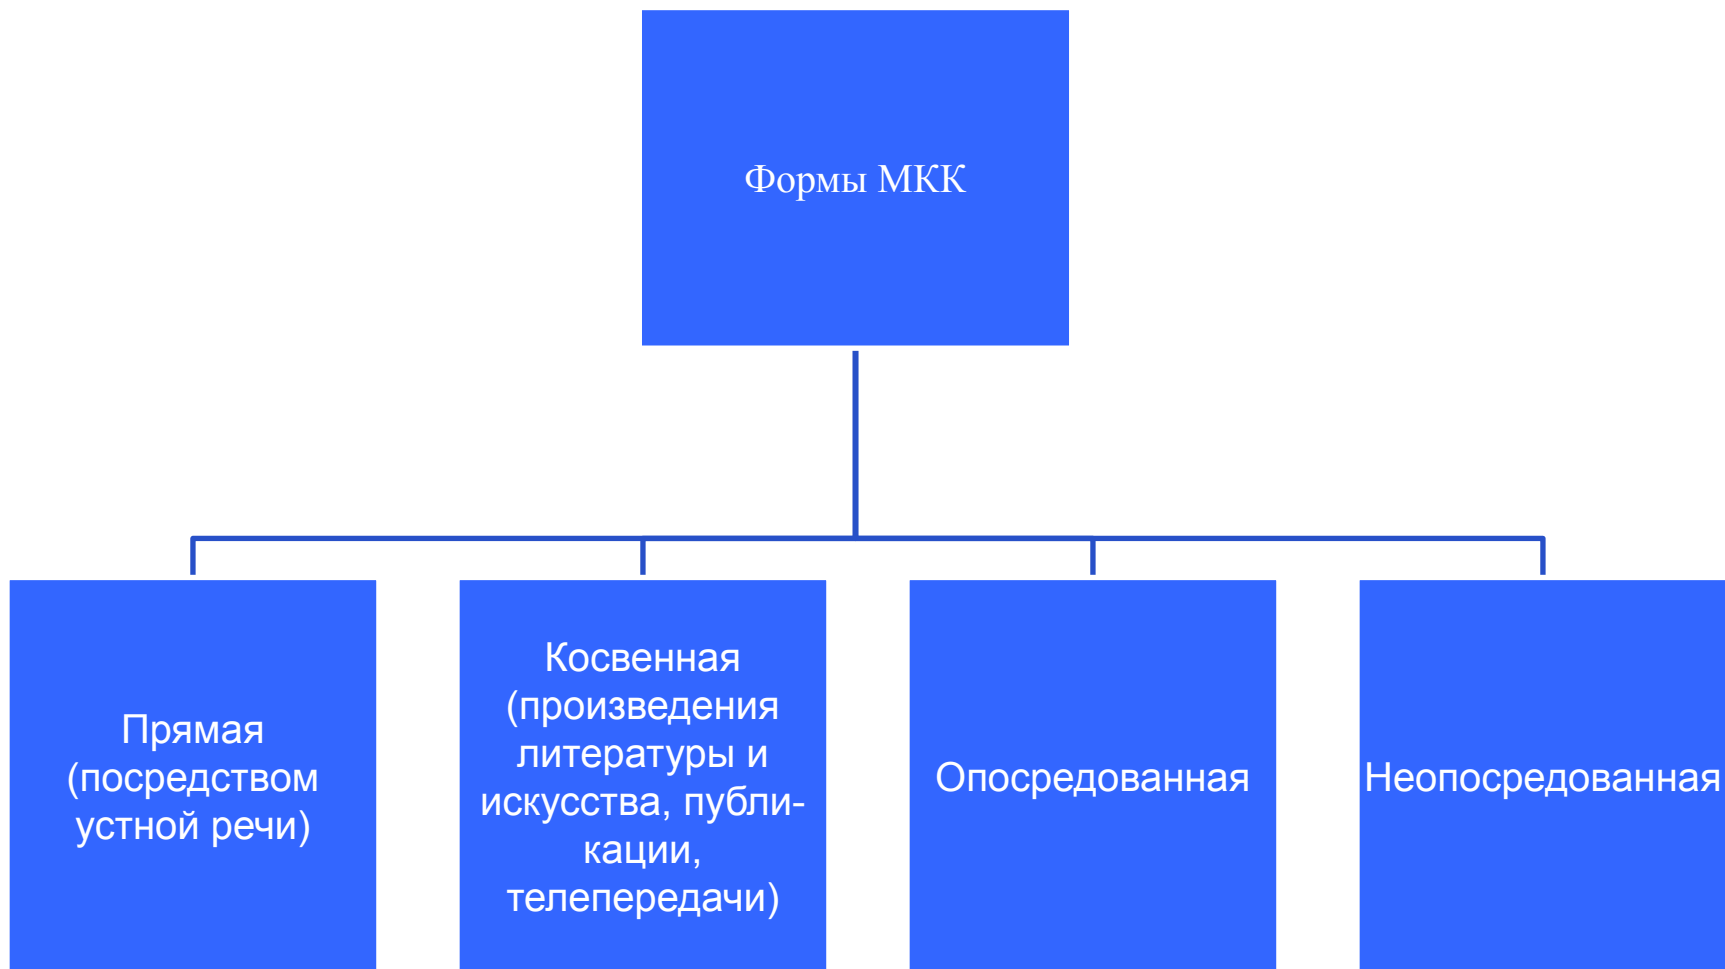 Формы МКК
Прямая
(посредством
устной речи)
Косвенная
(произведения
литературы и
искусства, публи-
кации,
телепередачи)
Опосредованная
Неопосредованная